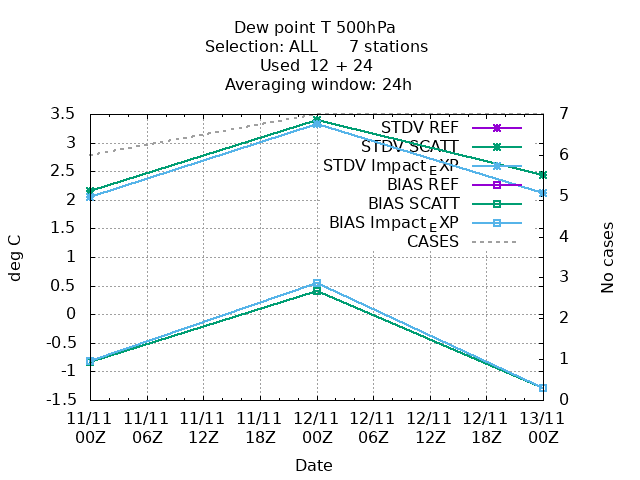 Dew point T 500hPa
Selection: ALL 7 stations
Used 12 + 24
Averaging window: 24h
3.5
3
2.5
2
1.5
1
0.5
0
-0.5
-1
-1.5
deg C
7
6
5
4
3
2
1
0
No cases
STDV REF
STDV SCATT
STDV Impact_EXP
BIAS REF
BIAS SCATT
BIAS Impact_EXP
CASES
11/11 11/11 11/11 11/11 12/11 12/11 12/11 12/11 13/11
00Z 06Z 12Z 18Z 00Z 06Z 12Z 18Z 00Z
Date